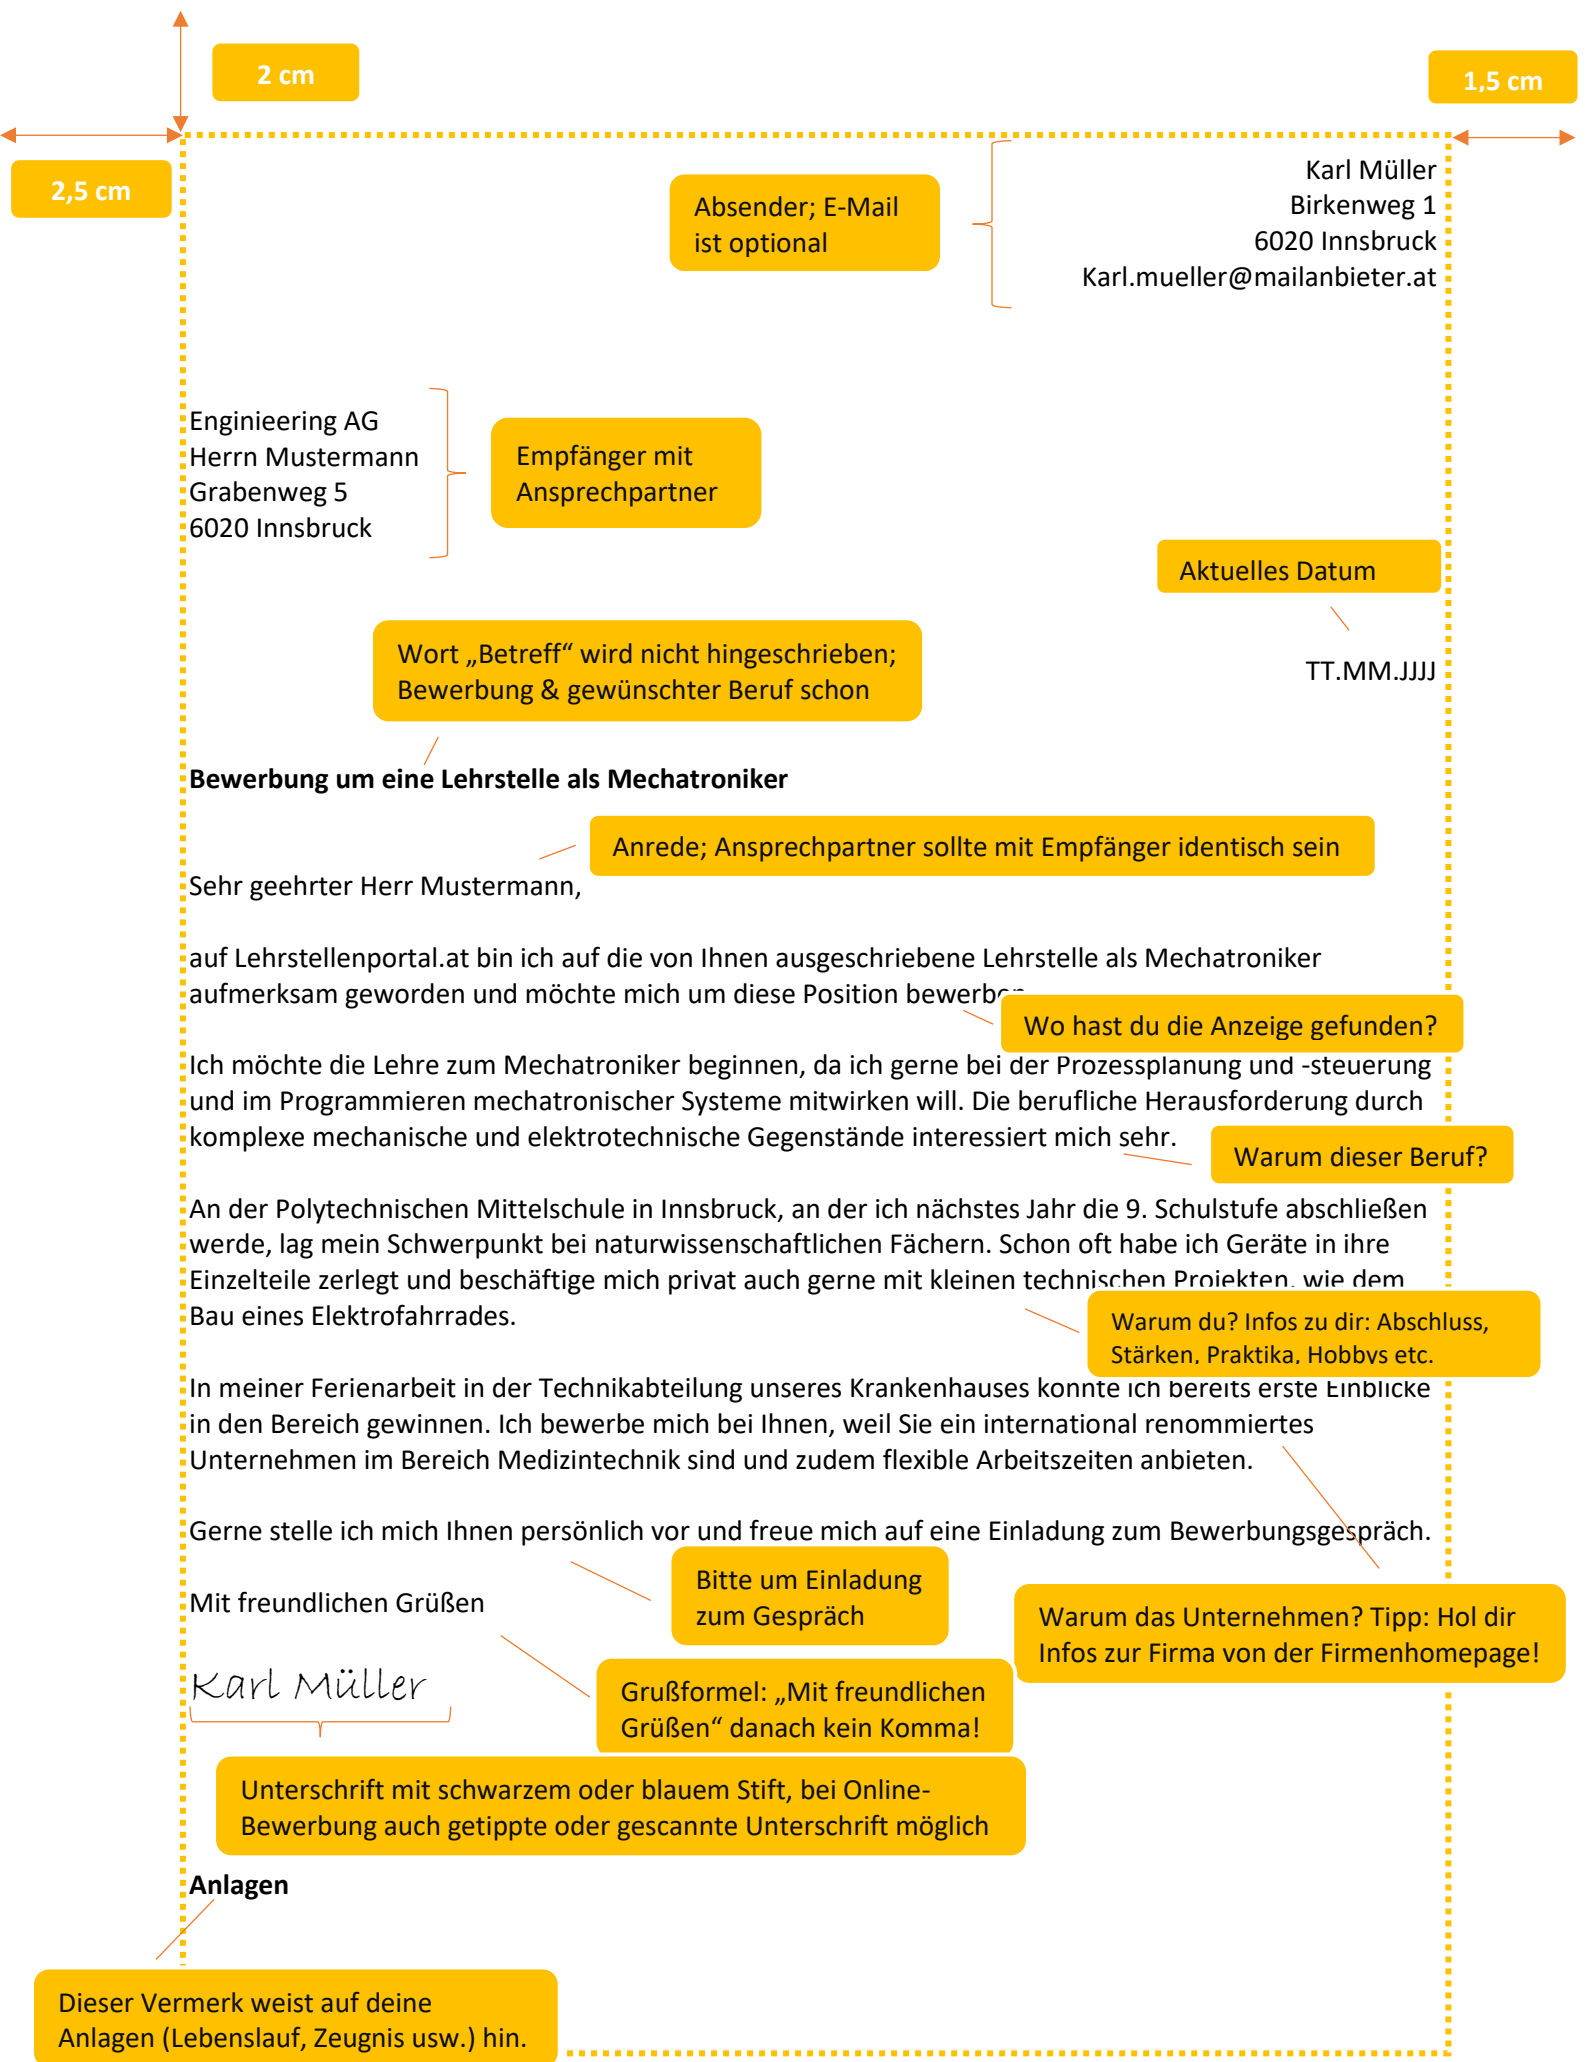 2 cm
1,5 cm
2,5 cm
Absender; E-Mail
ist optional
Karl Müller
Birkenweg 1
6020 Innsbruck
Karl.mueller@mailanbieter.at
Enginieering AG
Herrn Mustermann
Grabenweg 5
6020 Innsbruck
Empfänger mit
Ansprechpartner
Aktuelles Datum
TT.MM.JJJJ
Wort „Betreff“ wird nicht hingeschrieben;
Bewerbung & gewünschter Beruf schon
Bewerbung um eine Lehrstelle als Mechatroniker
Anrede; Ansprechpartner sollte mit Empfänger identisch sein
Sehr geehrter Herr Mustermann,
auf Lehrstellenportal.at bin ich auf die von Ihnen ausgeschriebene Lehrstelle als Mechatroniker
aufmerksam geworden und möchte mich um diese Position bewerben
Wo hast du die Anzeige gefunden?
Ich möchte die Lehre zum Mechatroniker beginnen, da ich gerne bei der Prozessplanung und -steuerung
und im Programmieren mechatronischer Systeme mitwirken will. Die berufliche Herausforderung durch
komplexe mechanische und elektrotechnische Gegenstände interessiert mich sehr.
Warum dieser Beruf?
An der Polytechnischen Mittelschule in Innsbruck, an der ich nächstes Jahr die 9. Schulstufe abschließen
werde, lag mein Schwerpunkt bei naturwissenschaftlichen Fächern. Schon oft habe ich Geräte in ihre
Einzelteile zerlegt und beschäftige mich privat auch gerne mit kleinen technischen Projekten, wie dem
Bau eines Elektrofahrrades.
Warum du? Infos zu dir: Abschluss,
Stärken, Praktika, Hobbys etc.
In meiner Ferienarbeit in der Technikabteilung unseres Krankenhauses konnte ich bereits erste Einblicke
in den Bereich gewinnen. Ich bewerbe mich bei Ihnen, weil Sie ein international renommiertes
Unternehmen im Bereich Medizintechnik sind und zudem flexible Arbeitszeiten anbieten.
Gerne stelle ich mich Ihnen persönlich vor und freue mich auf eine Einladung zum Bewerbungsgespräch.
Bitte um Einladung
zum Gespräch
Mit freundlichen Grüßen
Warum das Unternehmen? Tipp: Hol dir
Infos zur Firma von der Firmenhomepage!
Karl Müller
Grußformel: „Mit freundlichen
Grüßen“ danach kein Komma!
Unterschrift mit schwarzem oder blauem Stift, bei Online-
Bewerbung auch getippte oder gescannte Unterschrift möglich
Anlagen
Dieser Vermerk weist auf deine
Anlagen (Lebenslauf, Zeugnis usw.) hin.